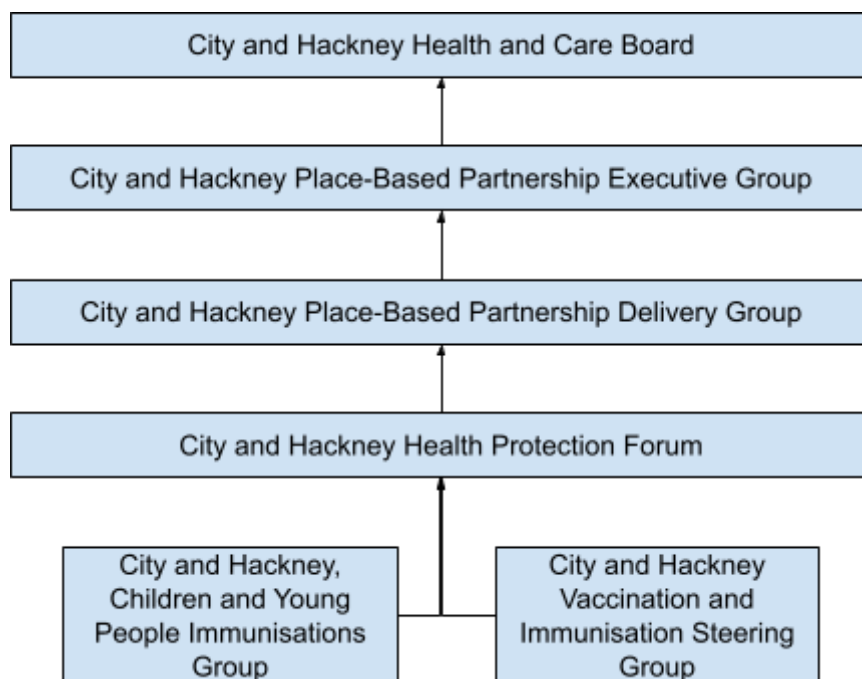 City and Hackney Health and Care Board
City and Hackney Place-Based Partnership Executive Group
City and Hackney Place-Based Partnership Delivery Group
City and Hackney Health Protection Forum
City and Hackney,
Children and Young
People Immunisations
Group
City and Hackney
Vaccination and
Immunisation Steering
Group